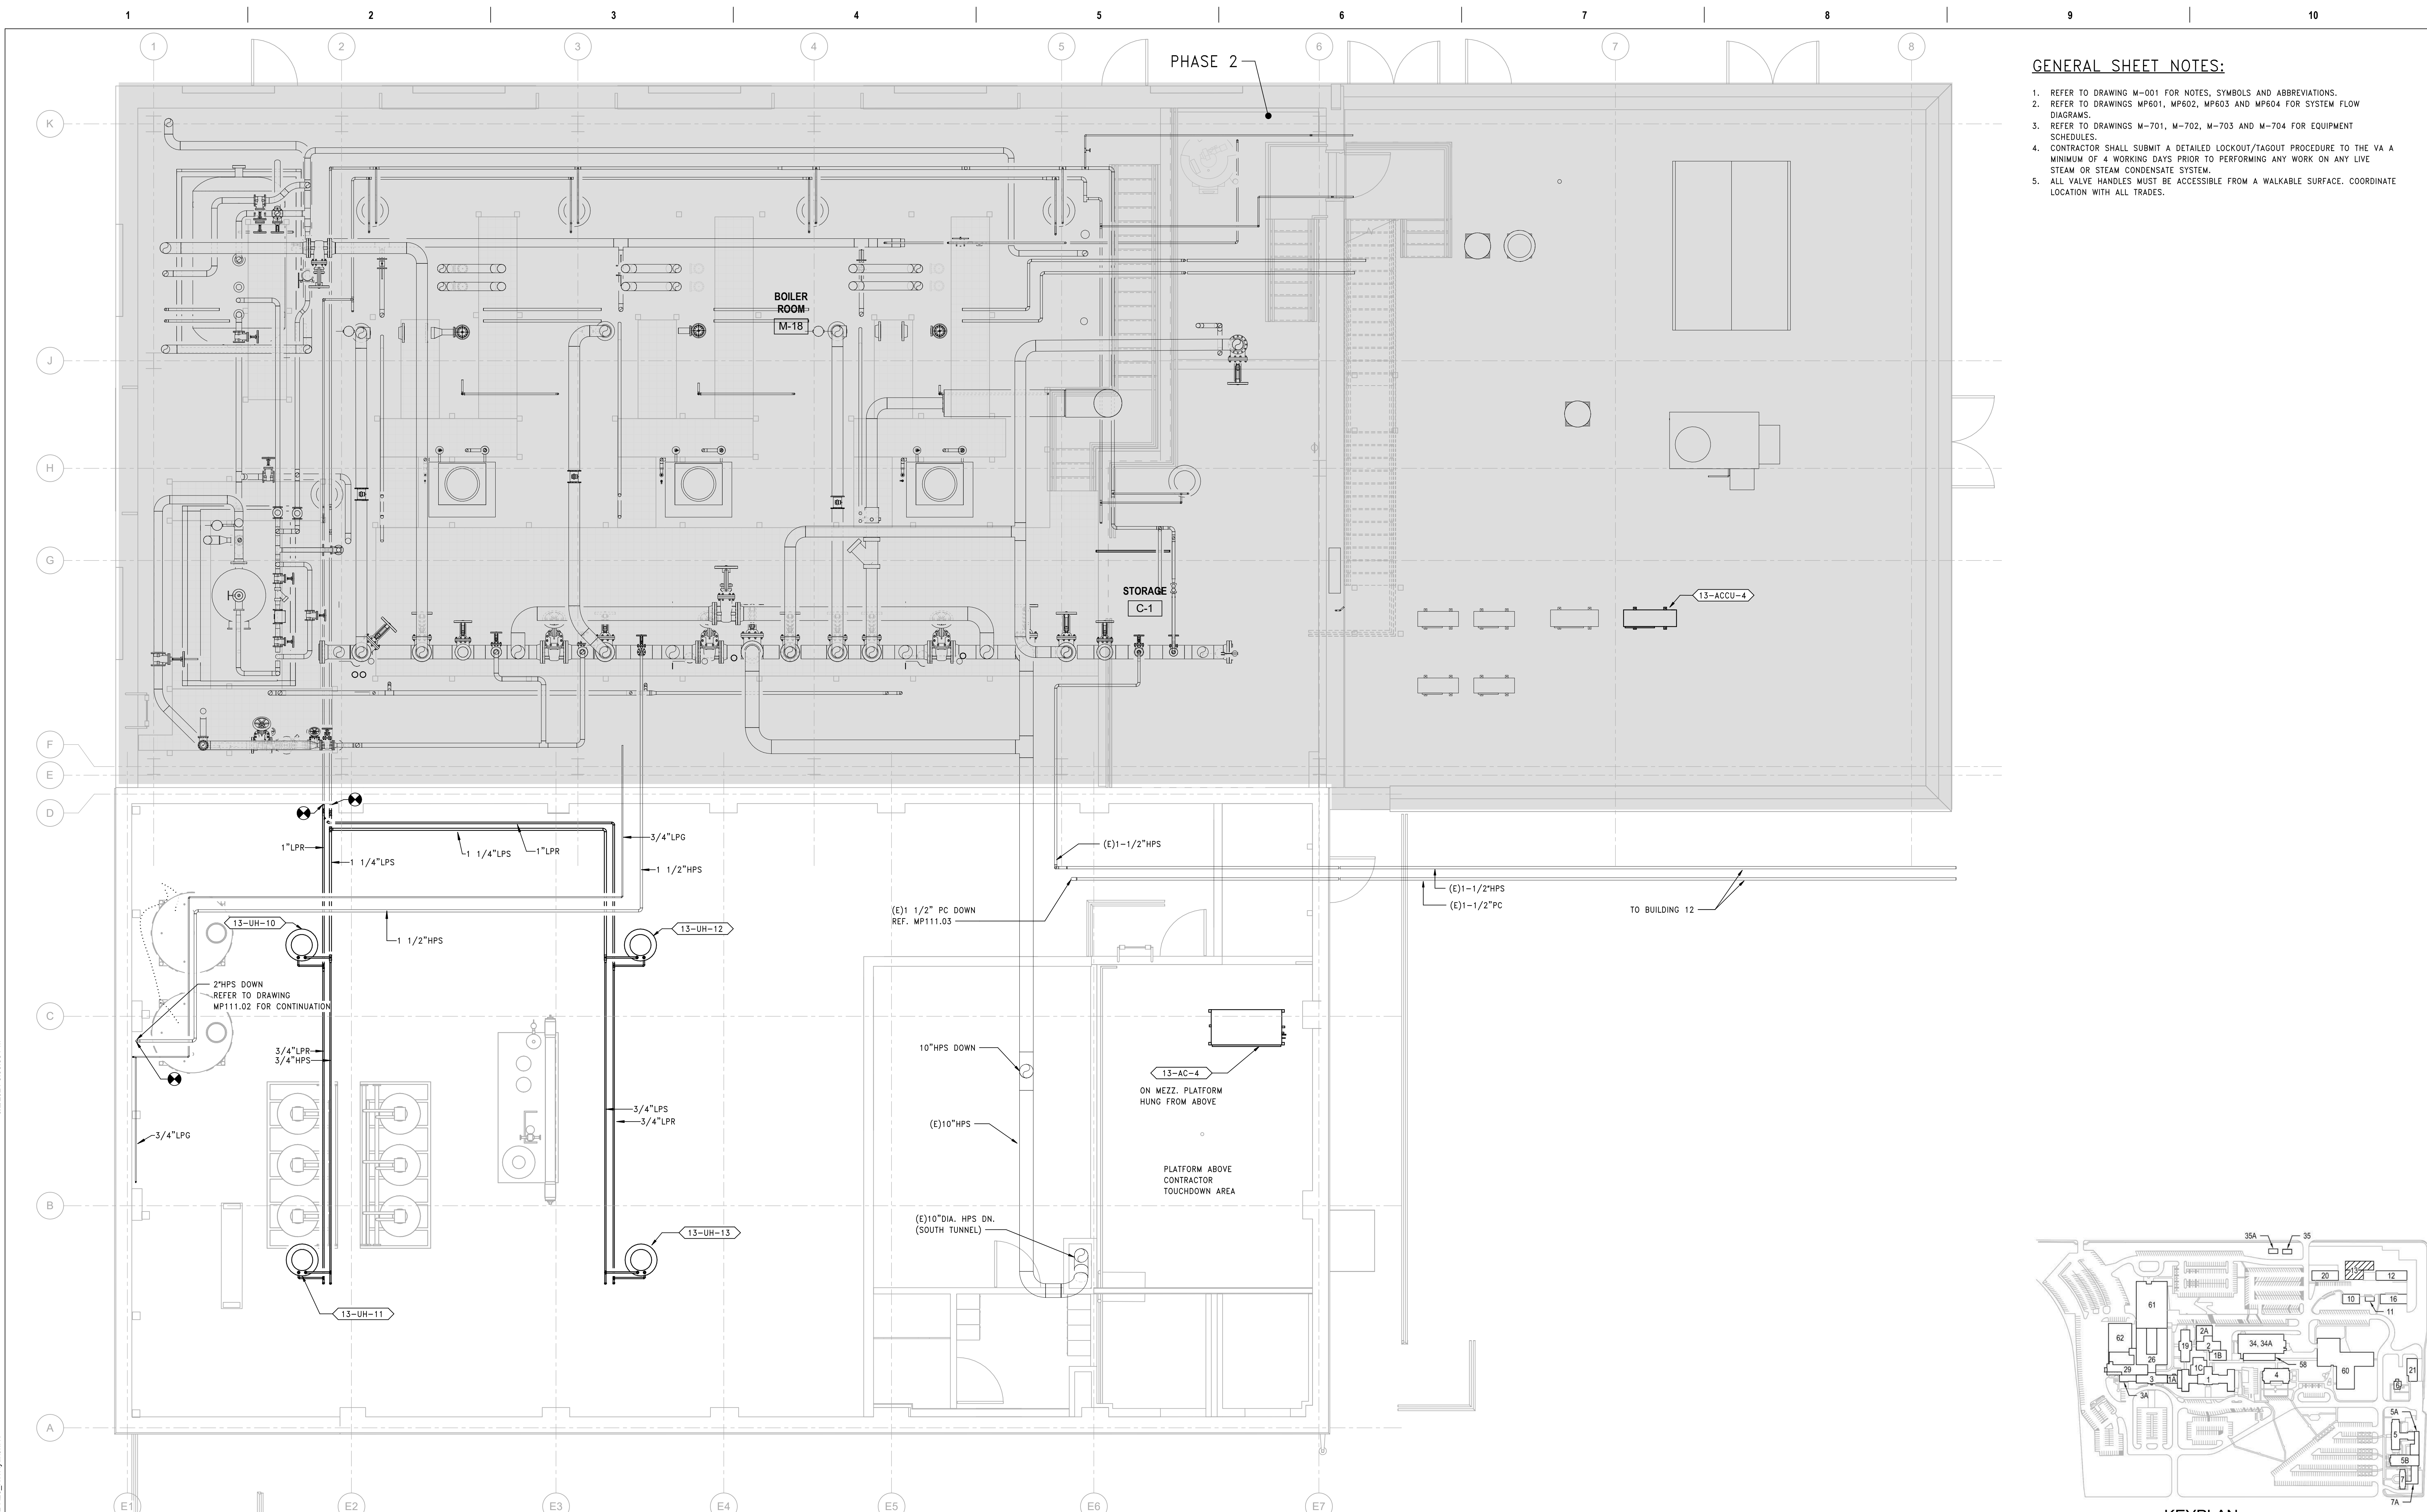 1 2 3 4 5 6 7 8 9 10
1 2 3 4 5 6 7 8
PHASE 2
GENERAL SHEET NOTES:
1. REFER TO DRAWING M-001 FOR NOTES, SYMBOLS AND ABBREVIATIONS.
2. REFER TO DRAWINGS MP601, MP602, MP603 AND MP604 FOR SYSTEM FLOW
DIAGRAMS.
3. REFER TO DRAWINGS M-701, M-702, M-703 AND M-704 FOR EQUIPMENT
SCHEDULES.
4. CONTRACTOR SHALL SUBMIT A DETAILED LOCKOUT/TAGOUT PROCEDURE TO THE VA A
MINIMUM OF 4 WORKING DAYS PRIOR TO PERFORMING ANY WORK ON ANY LIVE
STEAM OR STEAM CONDENSATE SYSTEM.
5. ALL VALVE HANDLES MUST BE ACCESSIBLE FROM A WALKABLE SURFACE. COORDINATE
LOCATION WITH ALL TRADES.
K
BOILER
ROOM
M-18
J
H
G
STORAGE
C-1
13-ACCU-4
F
E
D
3/4"LPG
1"LPR
1 1/4"LPS
1 1/4"LPS
1"LPR
1 1/2"HPS
(E)1-1/2"HPS
(E)1-1/2"HPS
(E)1-1/2"PC
TO BUILDING 12
(E)1 1/2" PC DOWN
REF. MP111.03
13-UH-10
13-UH-12
1 1/2"HPS
2"HPS DOWN
REFER TO DRAWING
MP111.02 FOR CONTINUATION
C
3/4"LPR
3/4"HPS
10"HPS DOWN
13-AC-4
ON MEZZ. PLATFORM
HUNG FROM ABOVE
3/4"LPS
3/4"LPR
(E)10"HPS
3/4"LPG
PLATFORM ABOVE
CONTRACTOR
TOUCHDOWN AREA
B
(E)10"DIA. HPS DN.
(SOUTH TUNNEL)
13-UH-13
13-UH-11
A
E1 E2 E3 E4 E5 E6 E7
35A 35
20 13 12
10 16
11
61
62
2A
19 2
1B
34, 34A
26
58
29
1C
60
21
3
1A
1
4
6
3A
5A
5
5B
7
7A
KEYPLAN